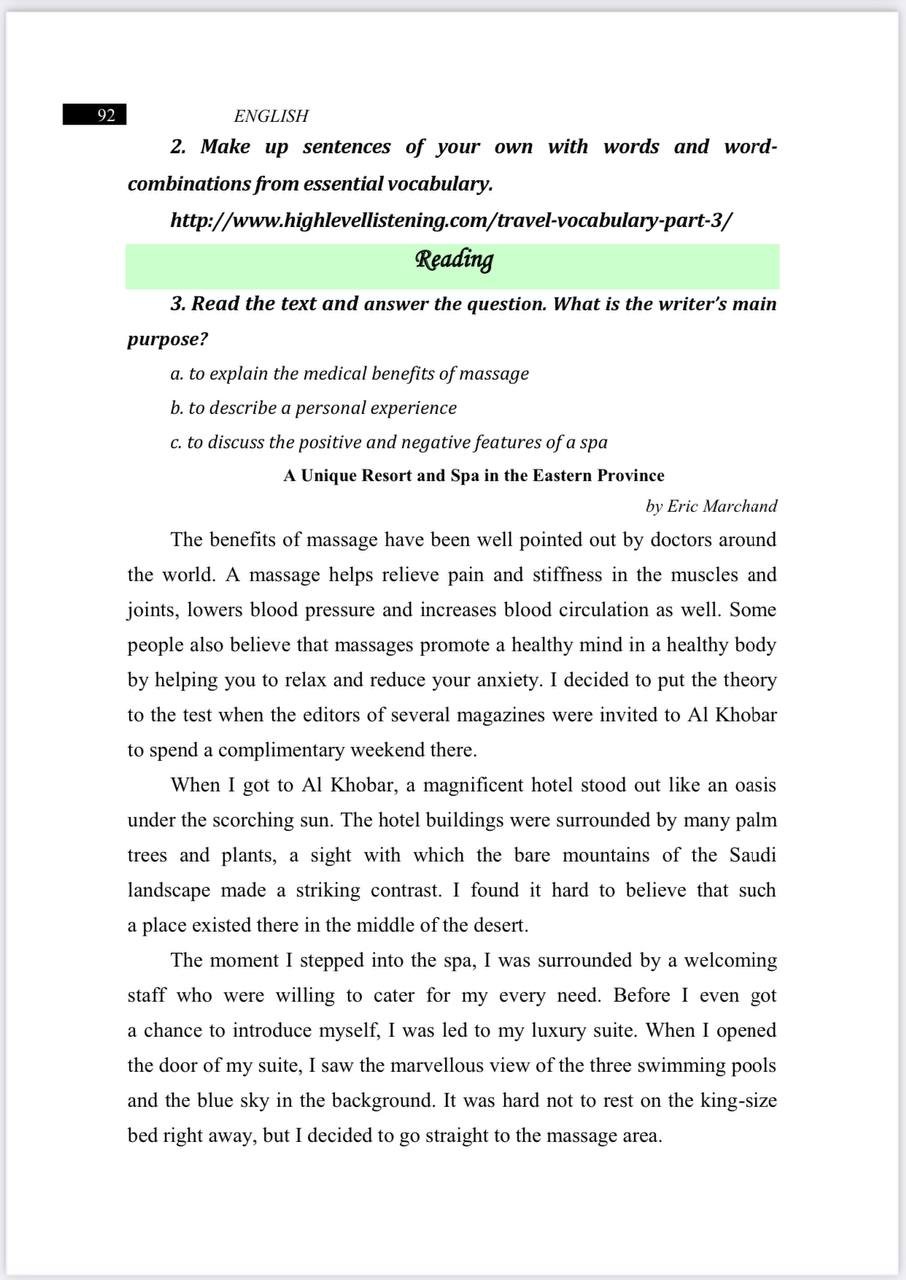 92 ENGLISH
2. Make up sentences of your own with words and word-
combinations from essential vocabulary.
http://www.highlevellistening.com/travel-vocabulary-part-3/
Reading
3. Read the text and answer the question. What is the writer's main
purpose?
a. to explain the medical benefits of massage
b. to describe a personal experience
c. to discuss the positive and negative features of a spa
A Unique Resort and Spa in the Eastern Province
by Eric Marchand
The benefits of massage have been well pointed out by doctors around
the world. A massage helps relieve pain and stiffness in the muscles and
joints, lowers blood pressure and increases blood circulation as well. Some
people also believe that massages promote a healthy mind in a healthy body
by helping you to relax and reduce your anxiety. I decided to put the theory
to the test when the editors of several magazines were invited to Al Khobar
to spend a complimentary weekend there.
When I got to Al Khobar, a magnificent hotel stood out like an oasis
under the scorching sun. The hotel buildings were surrounded by many palm
trees and plants, a sight with which the bare mountains of the Saudi
landscape made a striking contrast. I found it hard to believe that such
a place existed there in the middle of the desert.
The moment I stepped into the spa, I was surrounded by a welcoming
staff who were willing to cater for my every need. Before I even got
a chance to introduce myself, I was led to my luxury suite. When I opened
the door of my suite, I saw the marvellous view of the three swimming pools
and the blue sky in the background. It was hard not to rest on the king-size
bed right away, but I decided to go straight to the massage area.